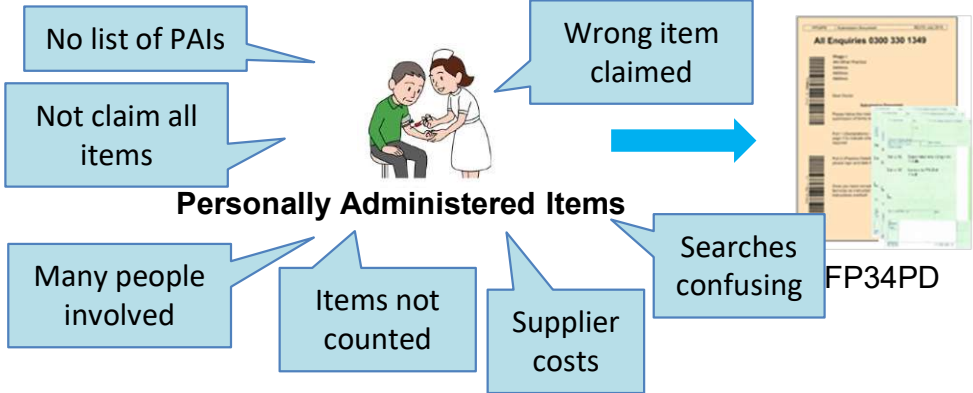 No list of PAIs
Wrong item
claimed
All Enquiries 0300 330 1349
Not claim all
items
Personally Administered Items
Many people
involved
Items not
counted
Supplier
costs
Searches
confusing
FP34PD